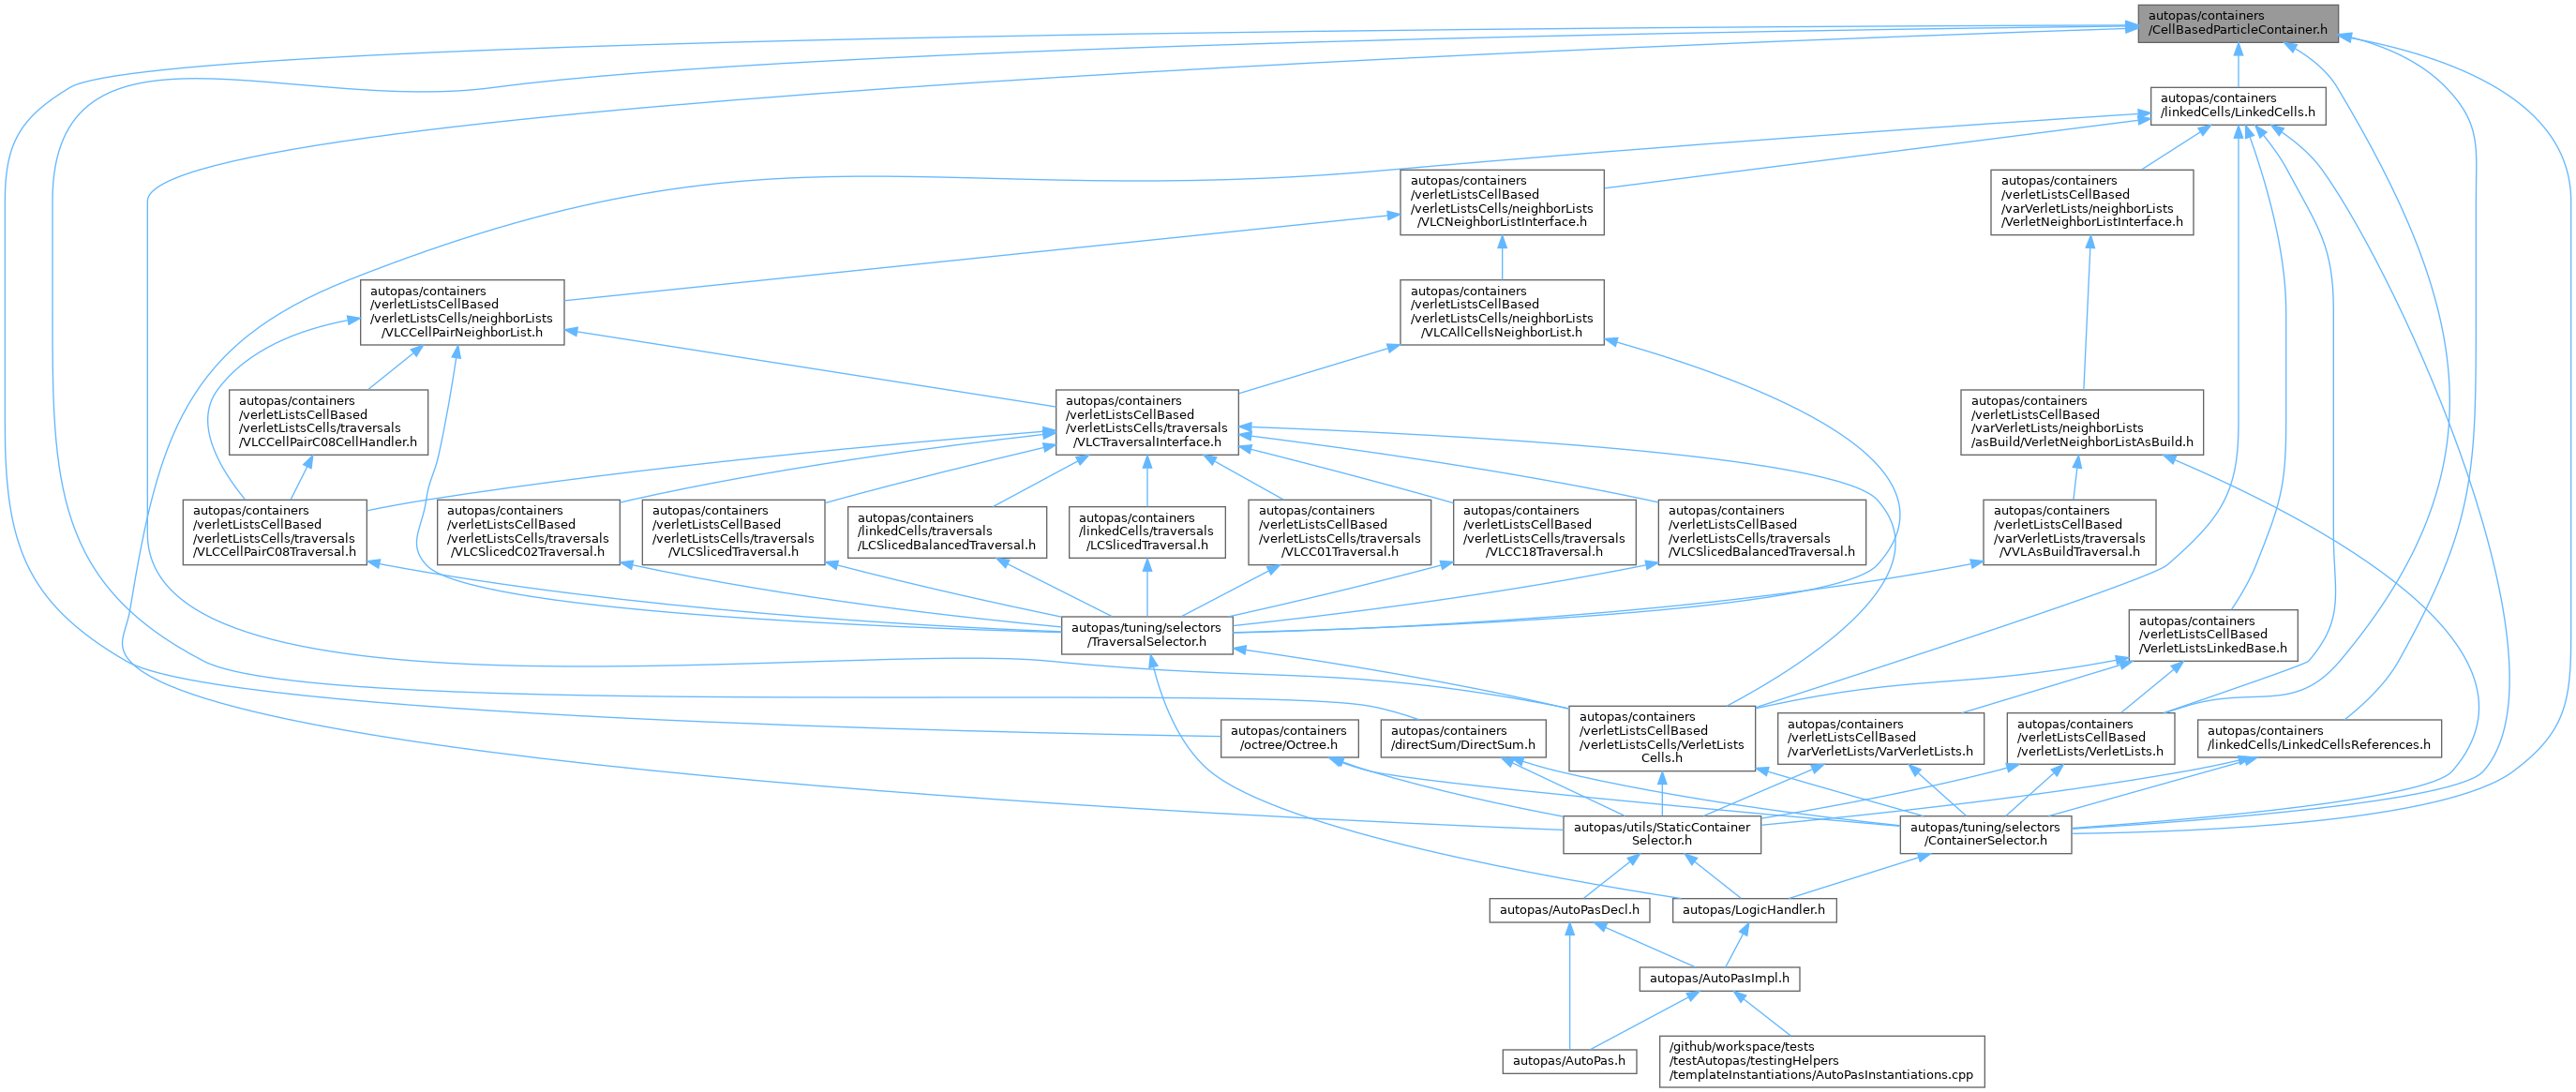 autopas/containers
/CellBasedParticleContainer.h
autopas/containers
/linkedCells/LinkedCells.h
autopas/containers
/verletListsCellBased
/verletListsCells/neighborLists
/VLCNeighborListInterface.h
autopas/containers
/verletListsCellBased
/varVerletLists/neighborLists
/VerletNeighborListInterface.h
autopas/containers
/verletListsCellBased
/verletListsCells/neighborLists
/VLCCellPairNeighborList.h
autopas/containers
/verletListsCellBased
/verletListsCells/neighborLists
/VLCAllCellsNeighborList.h
autopas/containers
/verletListsCellBased
/verletListsCells/traversals
/VLCCellPairC08CellHandler.h
autopas/containers
/verletListsCellBased
/verletListsCells/traversals
/VLCTraversalInterface.h
autopas/containers
/verletListsCellBased
/varVerletLists/neighborLists
/asBuild/VerletNeighborListAsBuild.h
autopas/containers
/verletListsCellBased
/verletListsCells/traversals
/VLCCellPairC08Traversal.h
autopas/containers
/verletListsCellBased
/verletListsCells/traversals
/VLCSlicedC02Traversal.h
autopas/containers
/verletListsCellBased
/verletListsCells/traversals
/VLCSlicedTraversal.h
autopas/containers
/linkedCells/traversals
/LCSlicedBalancedTraversal.h
autopas/containers
/linkedCells/traversals
/LCSlicedTraversal.h
autopas/containers
/verletListsCellBased
/verletListsCells/traversals
/VLCC01Traversal.h
autopas/containers
/verletListsCellBased
/verletListsCells/traversals
/VLCC18Traversal.h
autopas/containers
/verletListsCellBased
/verletListsCells/traversals
/VLCSlicedBalancedTraversal.h
autopas/containers
/verletListsCellBased
/varVerletLists/traversals
/VVLAsBuildTraversal.h
autopas/tuning/selectors
/TraversalSelector.h
autopas/containers
/verletListsCellBased
/VerletListsLinkedBase.h
autopas/containers
/octree/Octree.h
autopas/containers
/directSum/DirectSum.h
autopas/containers
/verletListsCellBased
/verletListsCells/VerletLists
Cells.h
autopas/containers
/verletListsCellBased
/varVerletLists/VarVerletLists.h
autopas/containers
/verletListsCellBased
/verletLists/VerletLists.h
autopas/containers
/linkedCells/LinkedCellsReferences.h
autopas/utils/StaticContainer
Selector.h
autopas/tuning/selectors
/ContainerSelector.h
autopas/AutoPasDecl.h
autopas/LogicHandler.h
autopas/AutoPasImpl.h
autopas/AutoPas.h
/github/workspace/tests
/testAutopas/testingHelpers
/templateInstantiations/AutoPasInstantiations.cpp